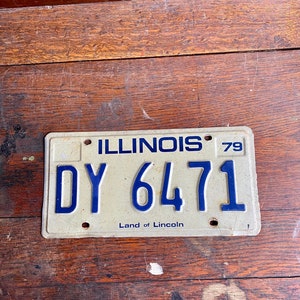 ILLINOIS 79
DY 6471
Land of Lincoln